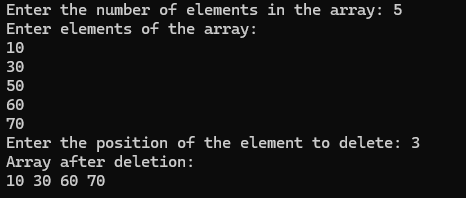 Enter the number of elements in the array: 5
Enter elements of the array:
10
30
50
60
70
Enter the position of the element to delete: 3
Array after deletion:
10 30 60 70